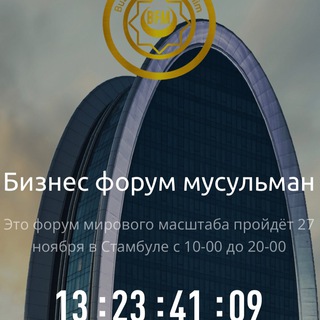 BFM
Бизнес форум мусульман
Это форум мирового масштаба пройдёт 27
ноября в Стамбуле с 10-00 до 20-00
13:23:41:09